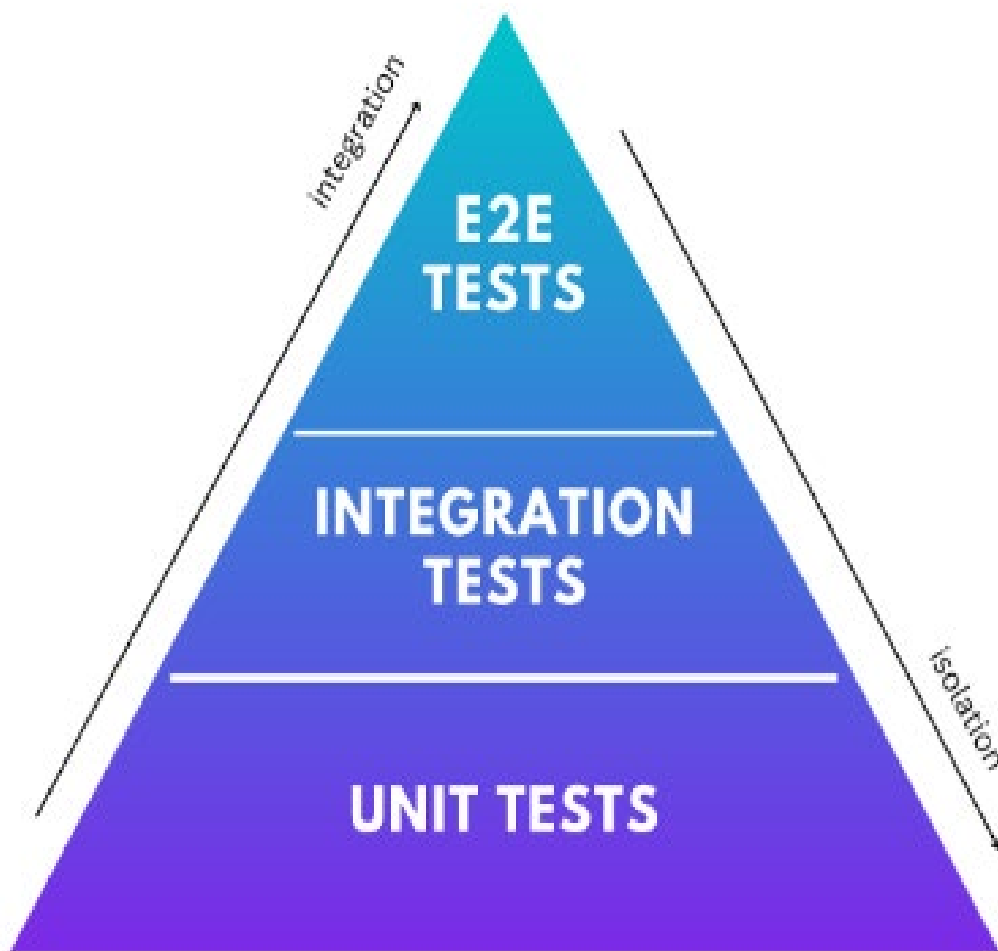 integration
E2E
TESTS
INTEGRATION
TESTS
isolation
UNIT TESTS